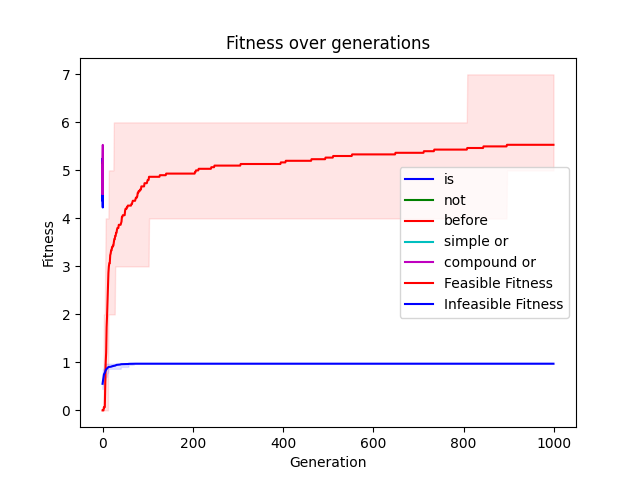 Fitness over generations
7
6
5
4
3
2
1
0
Fitness
is
not
before
simple or
compound or
Feasible Fitness
Infeasible Fitness
0 200 400 600 800 1000
Generation